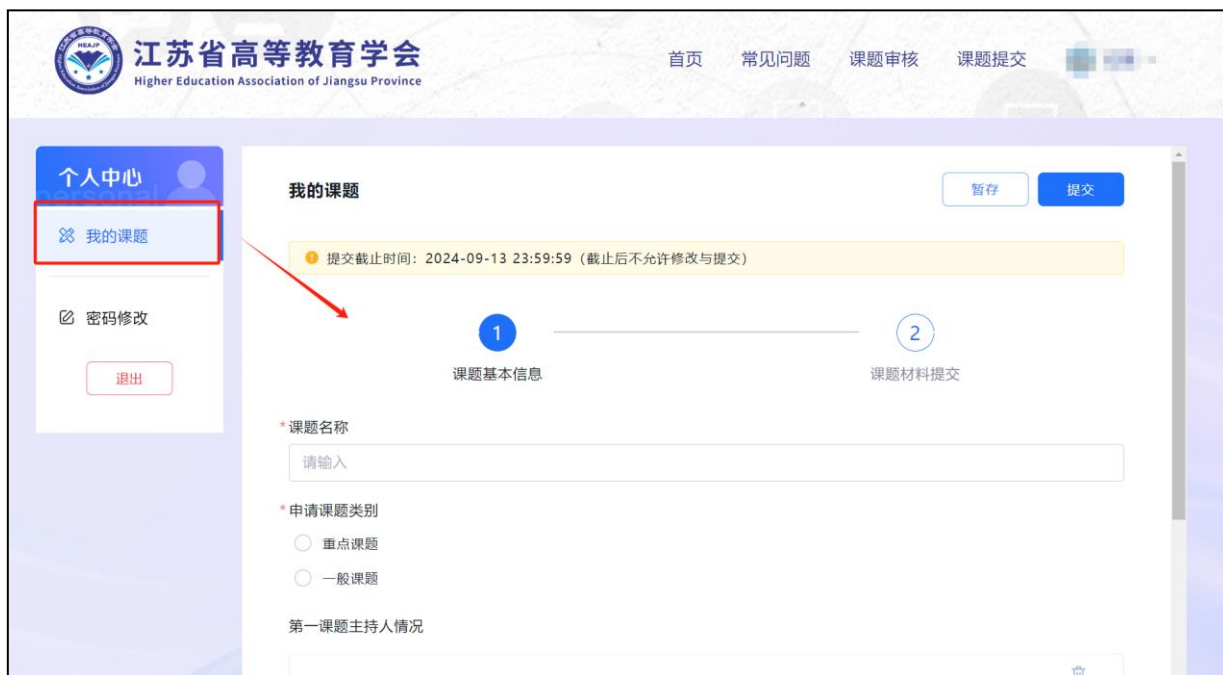 HEAJP
江苏省高等教育学会
Higher Education Association of Jiangsu Province
首页 常见问题 课题审核 课题提交
个人中心
personal
我的课题
密码修改
退出
我的课题
暂存 提交
提交截止时间：2024-09-13 23:59:59（截止后不允许修改与提交）
1 2
课题基本信息 课题材料提交
*课题名称
请输入
*申请课题类别
重点课题
一般课题
第一课题主持人情况